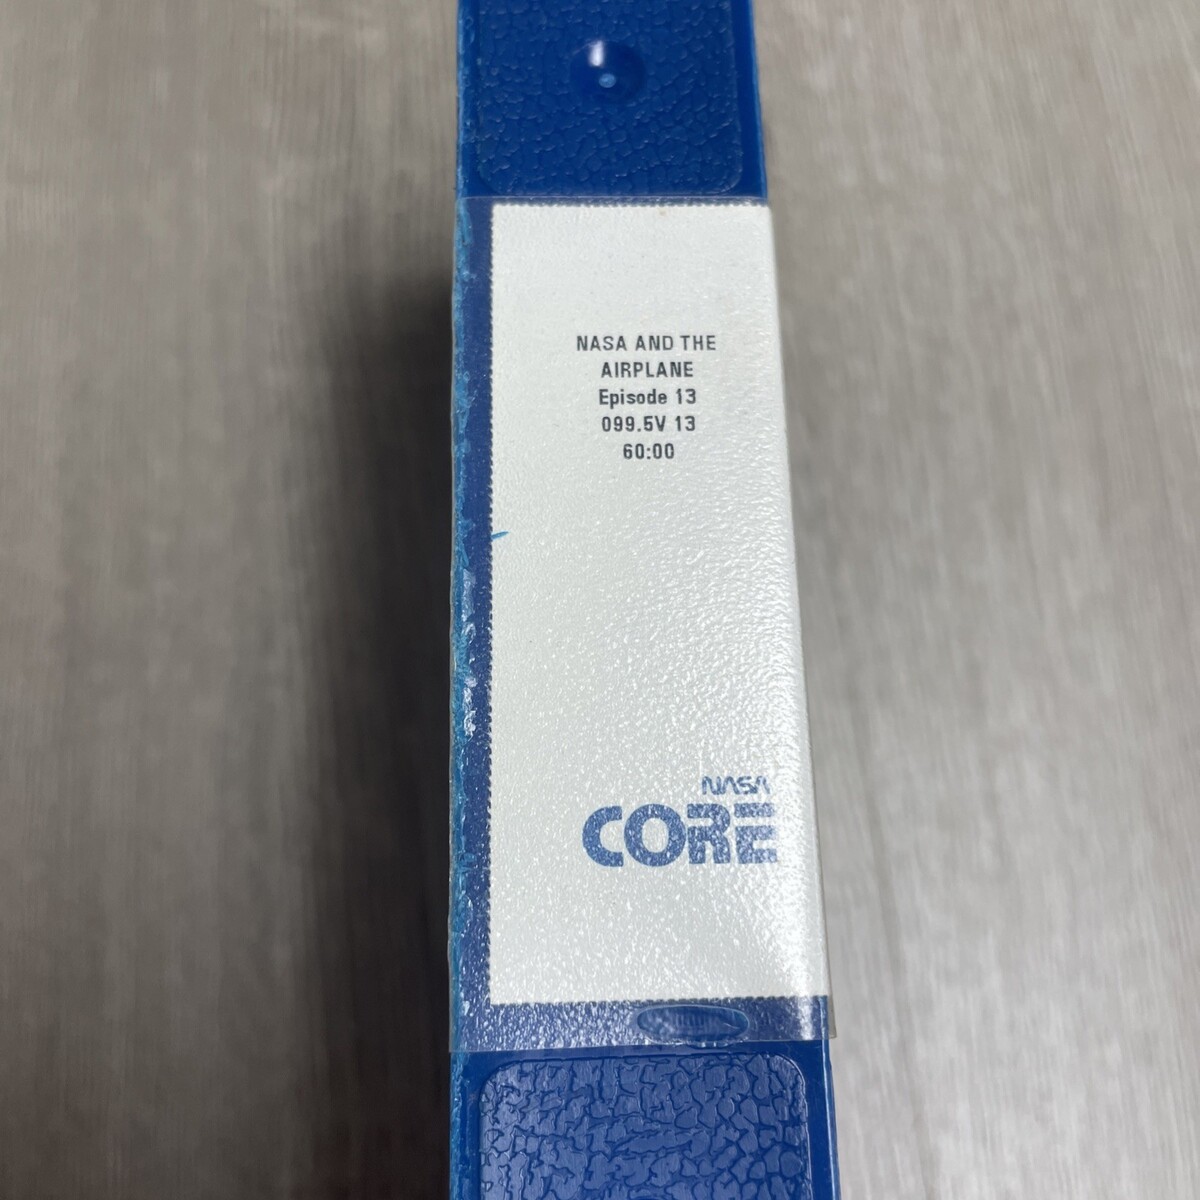 NASA AND THE
AIRPLANE
Episode 13
099.5V 13
60:00
NASA
CORE